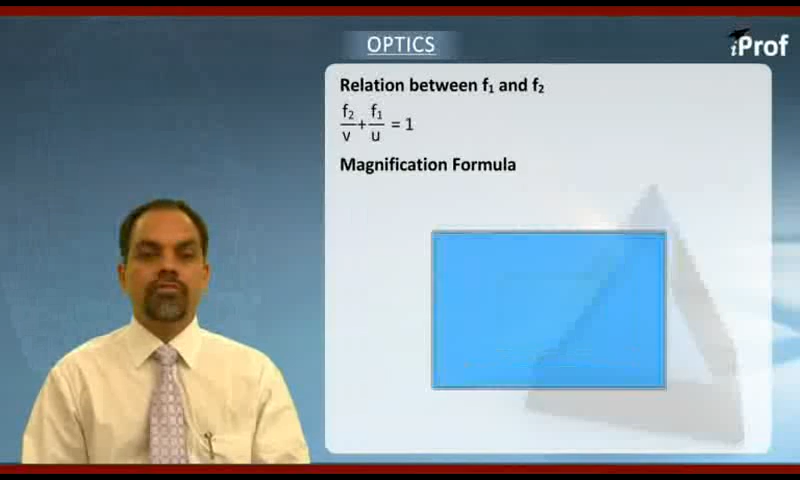 OPTICS
iProf
Relation between f₁ and f₂
f₂/v + f₁/u = 1
Magnification Formula